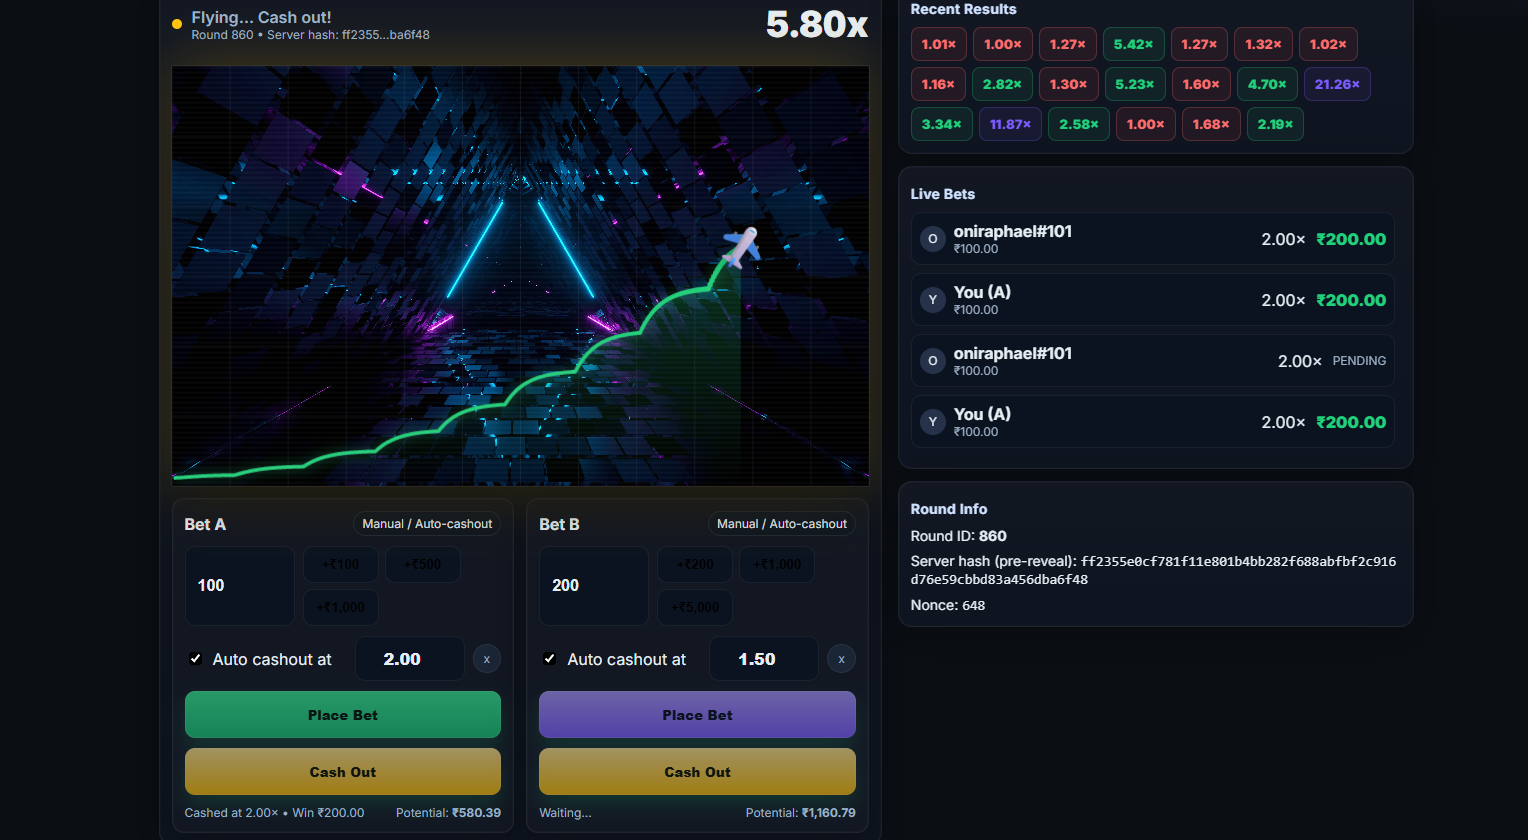 Flying... Cash out!
Round 860 • Server hash: ff2355...ba6f48
5.80x
Bet A
Manual / Auto-cashout
100
+₹100
+₹500
+₹1,000
Auto cashout at
2.00
x
Place Bet
Cash Out
Cashed at 2.00× • Win ₹200.00
Potential: ₹580.39
Bet B
Manual / Auto-cashout
200
+₹200
+₹1,000
+₹5,000
Auto cashout at
1.50
x
Place Bet
Cash Out
Waiting...
Potential: ₹1,160.79
Recent Results
1.01× 1.00× 1.27× 5.42× 1.27× 1.32× 1.02×
1.16× 2.82× 1.30× 5.23× 1.60× 4.70× 21.26×
3.34× 11.87× 2.58× 1.00× 1.68× 2.19×
Live Bets
O oniraphael#101 2.00× ₹200.00
₹100.00
Y You (A) 2.00× ₹200.00
₹100.00
O oniraphael#101 2.00× PENDING
₹100.00
Y You (A) 2.00× ₹200.00
₹100.00
Round Info
Round ID: 860
Server hash (pre-reveal): ff2355e0cf781f11e801b4bb282f688abfbf2c916
d76e59cbbd83a456dba6f48
Nonce: 648